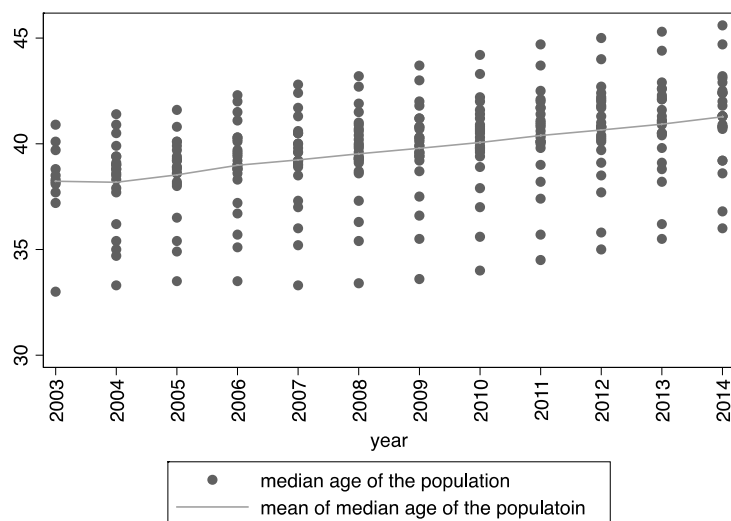 45
40
35
30
2003 2004 2005 2006 2007 2008 2009 2010 2011 2012 2013 2014
year
median age of the population
mean of median age of the populatoin